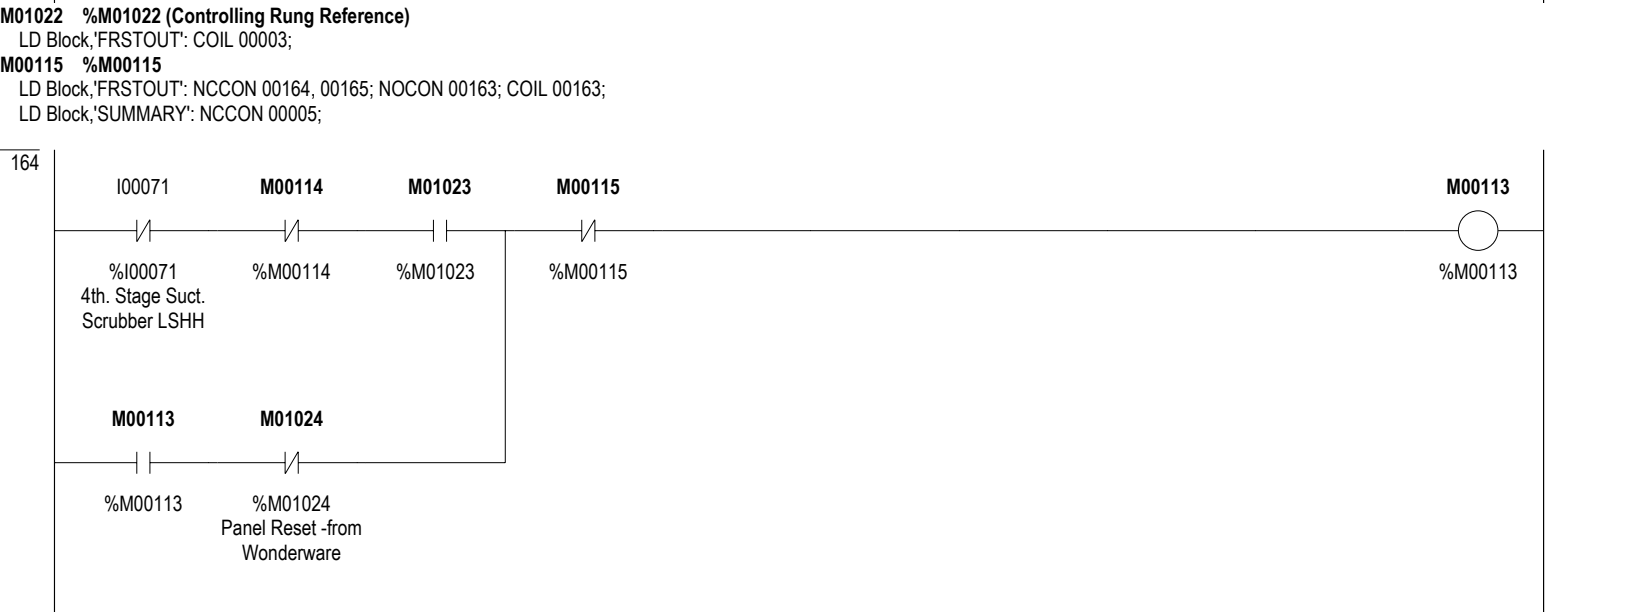 M01022 %M01022 (Controlling Rung Reference)
LD Block,'FRSTOUT': COIL 00003;
M00115 %M00115
LD Block,'FRSTOUT': NCCON 00164, 00165; NOCON 00163; COIL 00163;
LD Block,'SUMMARY': NCCON 00005;
164
I00071 M00114 M01023 M00115 M00113
%I00071 %M00114 %M01023 %M00115 %M00113
4th. Stage Suct.
Scrubber LSHH
M00113 M01024
%M00113 %M01024
Panel Reset -from
Wonderware